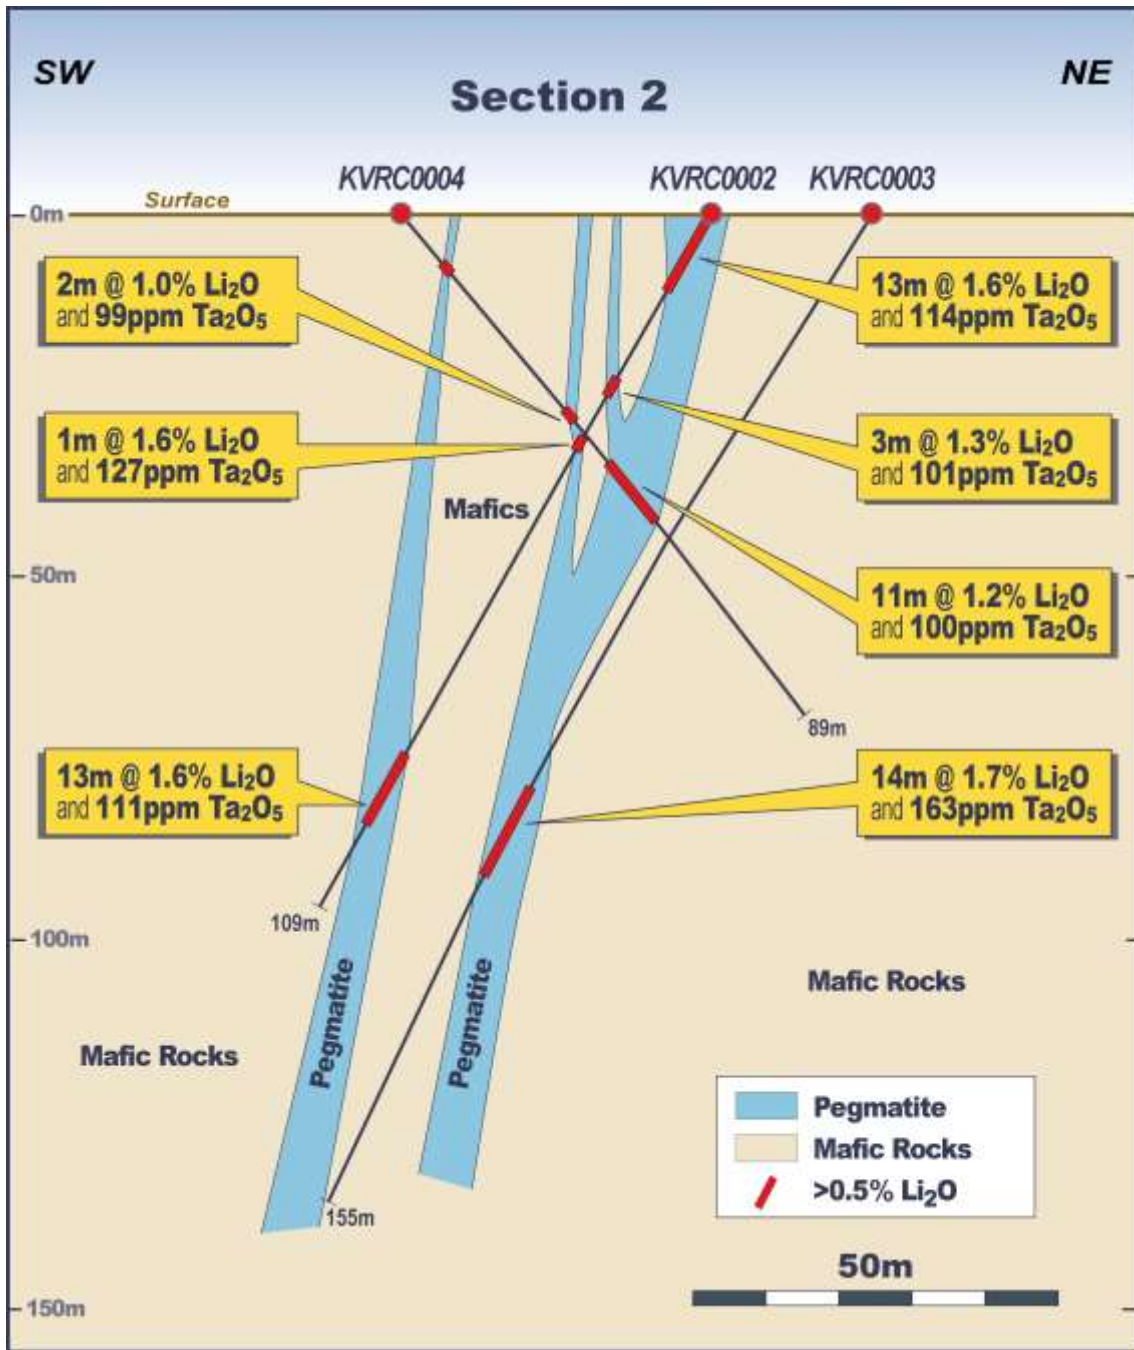 SW
NE
Section 2
KVRC0004
KVRC0002
KVRC0003
Surface
0m
2m @ 1.0% Li₂O
and 99ppm Ta₂O₅
13m @ 1.6% Li₂O
and 114ppm Ta₂O₅
1m @ 1.6% Li₂O
and 127ppm Ta₂O₅
3m @ 1.3% Li₂O
and 101ppm Ta₂O₅
Mafics
50m
11m @ 1.2% Li₂O
and 100ppm Ta₂O₅
89m
13m @ 1.6% Li₂O
and 111ppm Ta₂O₅
14m @ 1.7% Li₂O
and 163ppm Ta₂O₅
109m
100m
Pegmatite
Pegmatite
Mafic Rocks
Mafic Rocks
155m
Pegmatite
Mafic Rocks
>0.5% Li₂O
50m
150m